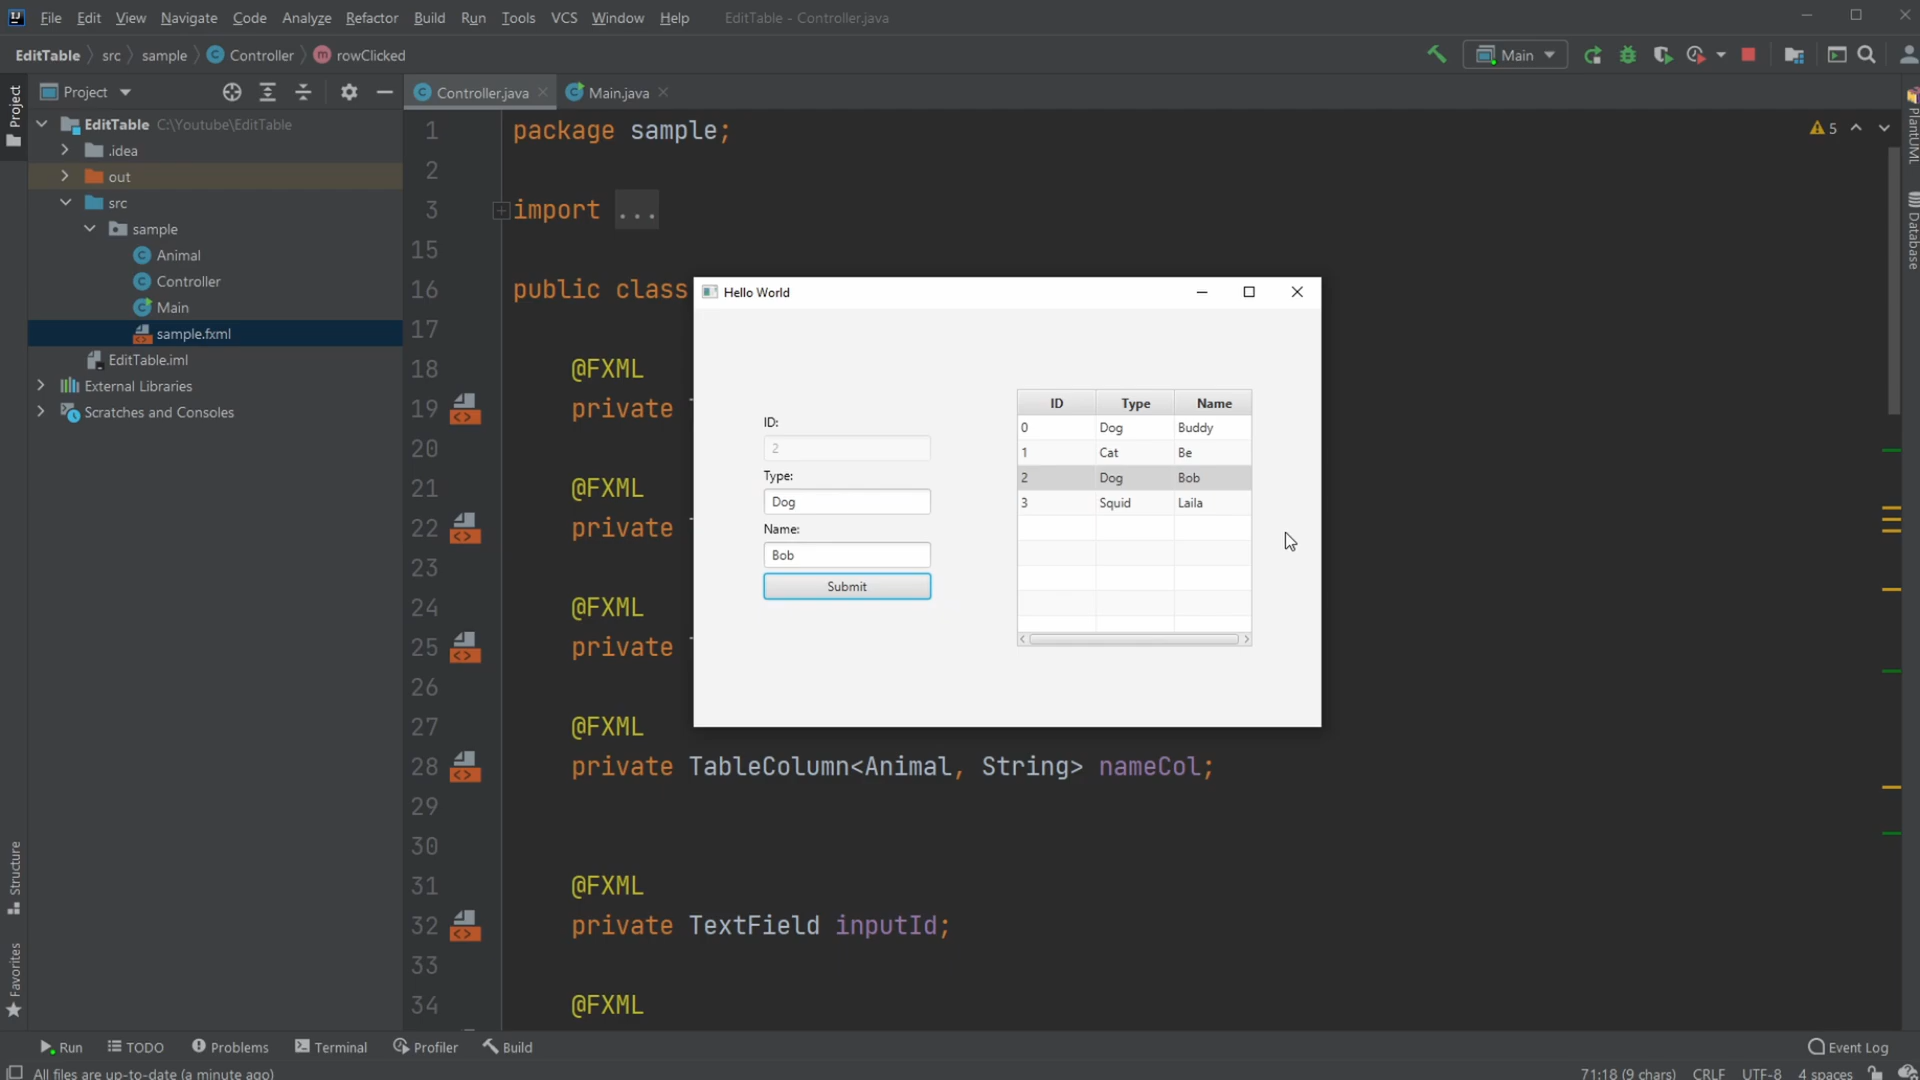 File Edit View Navigate Code Analyze Refactor Build Run Tools VCS Window Help EditTable - Controller.java
EditTable src sample Controller m rowClicked Main
Project Controller.java Main.java
Project
EditTable C:\Youtube\EditTable
.idea
out
src
sample
Animal
Controller
Main
sample.fxml
EditTable.iml
External Libraries
Scratches and Consoles
5
PlantUML
Database
1 package sample;
2
3 import ...
15
16 public class
17
18 @FXML
19 private
20
21 @FXML
22 private
23
24 @FXML
25 private
26
27 @FXML
28 private TableColumn<Animal, String> nameCol;
29
30
31 @FXML
32 private TextField inputId;
33
34 @FXML
Hello World
ID:
2
Type:
Dog
Name:
Bob
Submit
ID Type Name
0 Dog Buddy
1 Cat Be
2 Dog Bob
3 Squid Laila
Structure
Favorites
Run TODO Problems Terminal Profiler Build Event Log
All files are up-to-date (a minute ago) 71:18 (9 chars) CRLF UTF-8 4 spaces